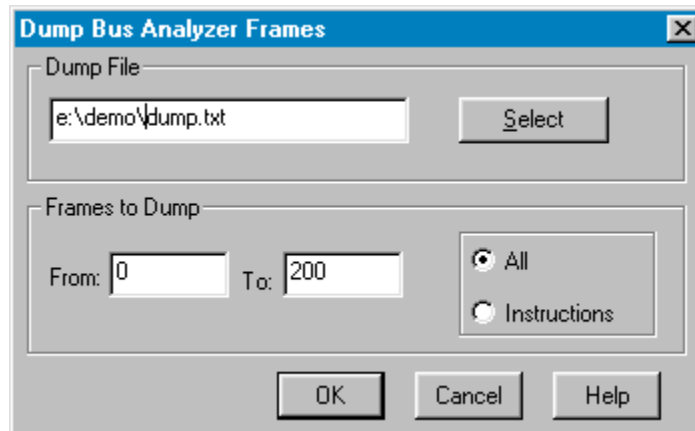 Dump Bus Analyzer Frames
Dump File
e:\demo\dump.txt
Select
Frames to Dump
From: 0 To: 200
All
Instructions
OK Cancel Help